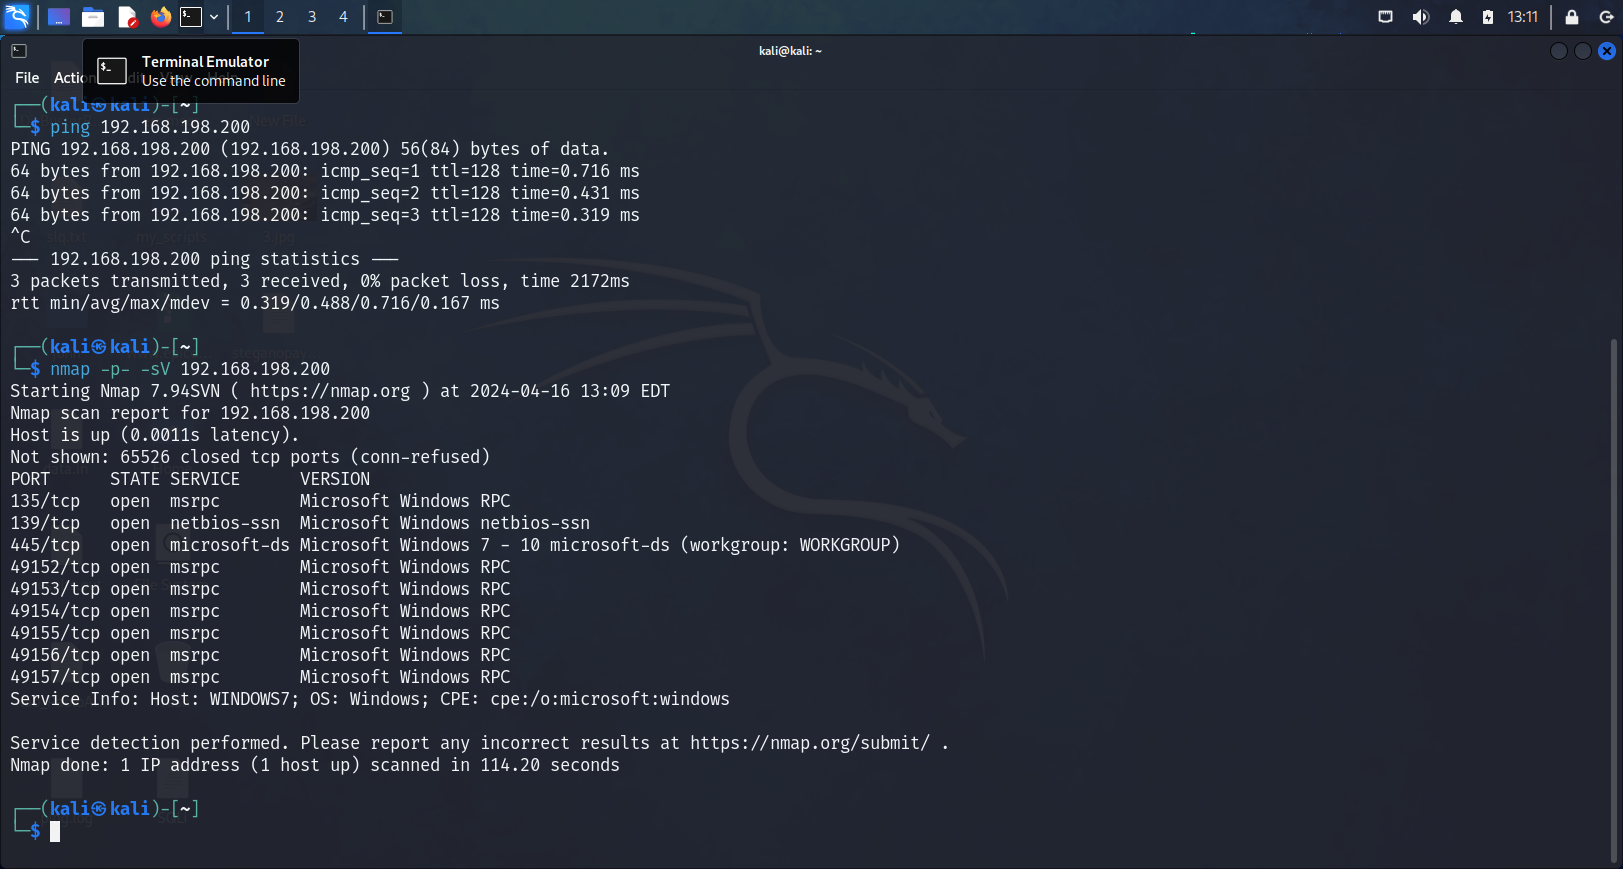 1 2 3 4 13:11
kali@kali: ~
Terminal Emulator
File Action Edit View Help
Use the command line
┌──(kali㉿kali)-[~]
└─$ ping 192.168.198.200
PING 192.168.198.200 (192.168.198.200) 56(84) bytes of data.
64 bytes from 192.168.198.200: icmp_seq=1 ttl=128 time=0.716 ms
64 bytes from 192.168.198.200: icmp_seq=2 ttl=128 time=0.431 ms
64 bytes from 192.168.198.200: icmp_seq=3 ttl=128 time=0.319 ms
^C
--- 192.168.198.200 ping statistics ---
3 packets transmitted, 3 received, 0% packet loss, time 2172ms
rtt min/avg/max/mdev = 0.319/0.488/0.716/0.167 ms
┌──(kali㉿kali)-[~]
└─$ nmap -p- -sV 192.168.198.200
Starting Nmap 7.94SVN ( https://nmap.org ) at 2024-04-16 13:09 EDT
Nmap scan report for 192.168.198.200
Host is up (0.0011s latency).
Not shown: 65526 closed tcp ports (conn-refused)
PORT STATE SERVICE VERSION
135/tcp open msrpc Microsoft Windows RPC
139/tcp open netbios-ssn Microsoft Windows netbios-ssn
445/tcp open microsoft-ds Microsoft Windows 7 - 10 microsoft-ds (workgroup: WORKGROUP)
49152/tcp open msrpc Microsoft Windows RPC
49153/tcp open msrpc Microsoft Windows RPC
49154/tcp open msrpc Microsoft Windows RPC
49155/tcp open msrpc Microsoft Windows RPC
49156/tcp open msrpc Microsoft Windows RPC
49157/tcp open msrpc Microsoft Windows RPC
Service Info: Host: WINDOWS7; OS: Windows; CPE: cpe:/o:microsoft:windows
Service detection performed. Please report any incorrect results at https://nmap.org/submit/ .
Nmap done: 1 IP address (1 host up) scanned in 114.20 seconds
┌──(kali㉿kali)-[~]
└─$